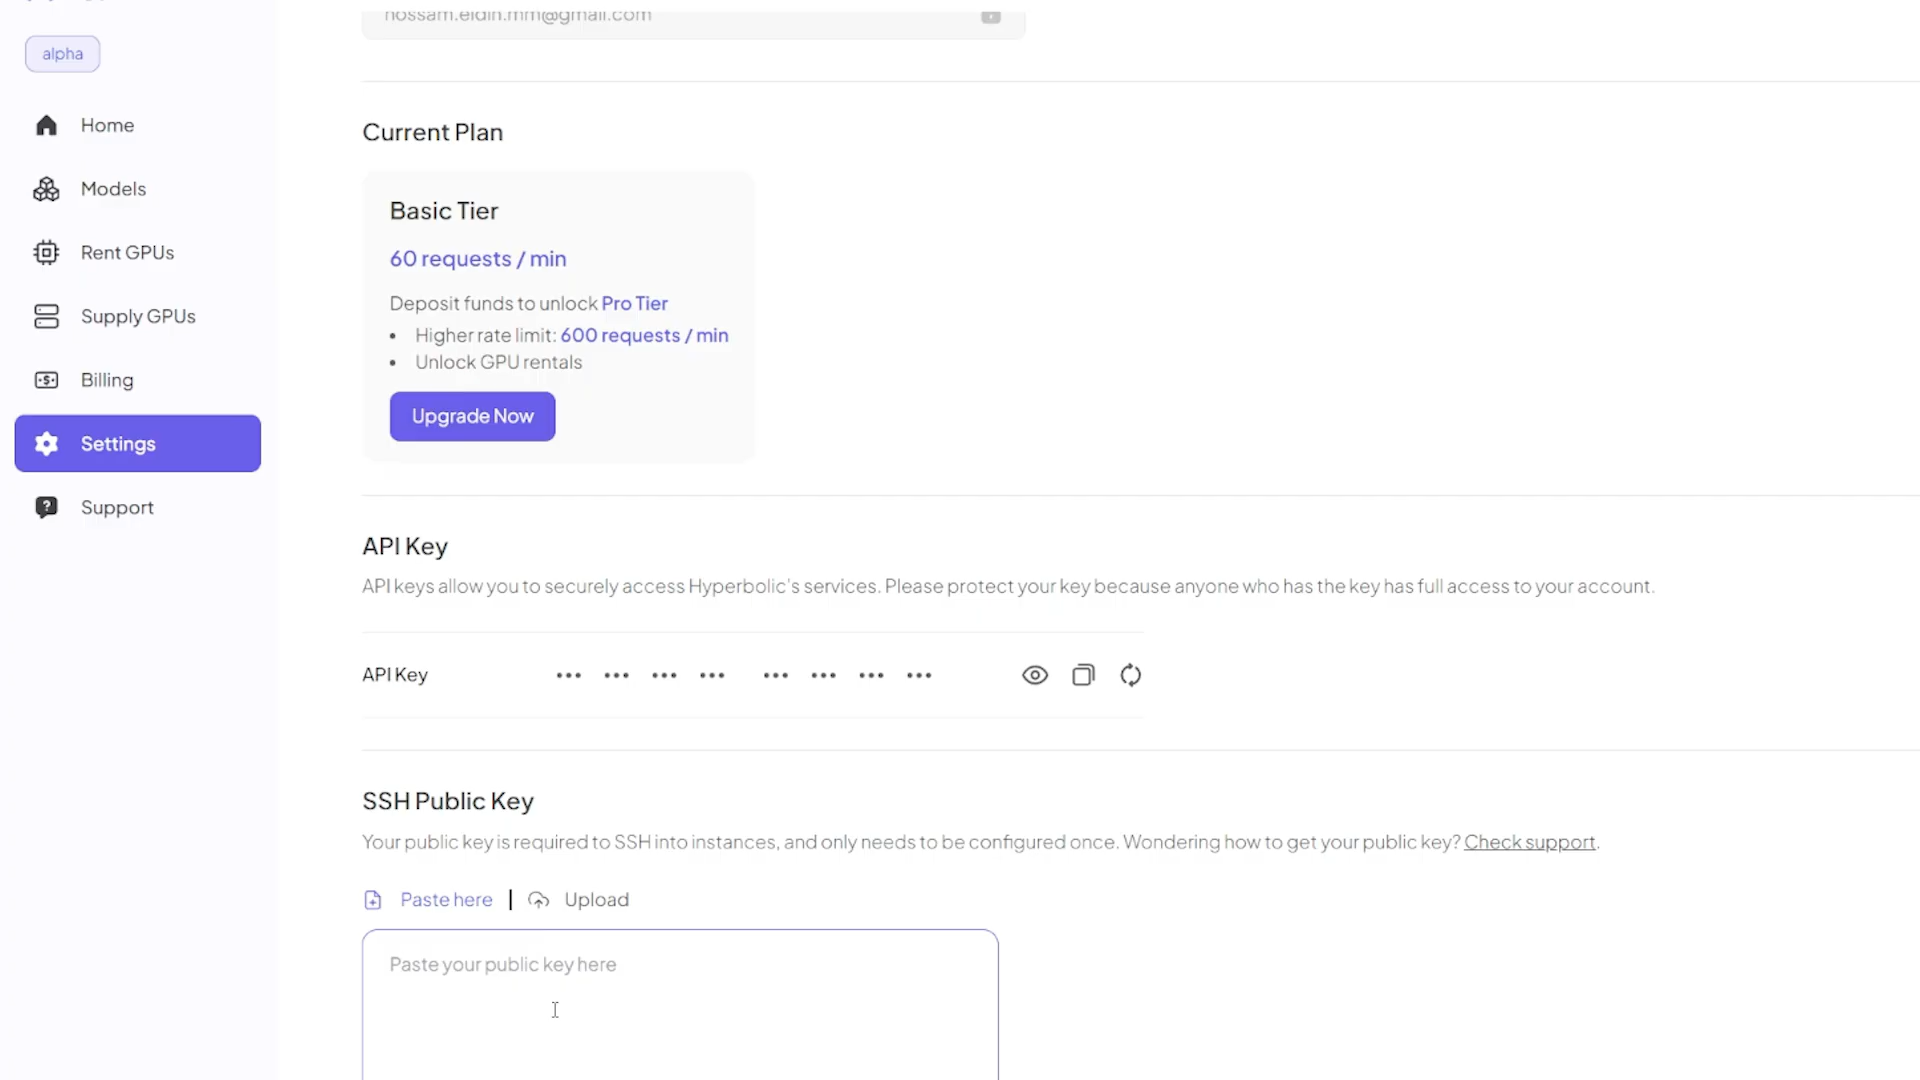 hossam.eldin.mm@gmail.com
alpha
Home
Models
Rent GPUs
Supply GPUs
Billing
Settings
Support
Current Plan
Basic Tier
60 requests / min
Deposit funds to unlock Pro Tier
• Higher rate limit: 600 requests / min
• Unlock GPU rentals
Upgrade Now
API Key
API keys allow you to securely access Hyperbolic's services. Please protect your key because anyone who has the key has full access to your account.
API Key ••• ••• ••• ••• ••• ••• ••• •••
SSH Public Key
Your public key is required to SSH into instances, and only needs to be configured once. Wondering how to get your public key? Check support.
Paste here | Upload
Paste your public key here